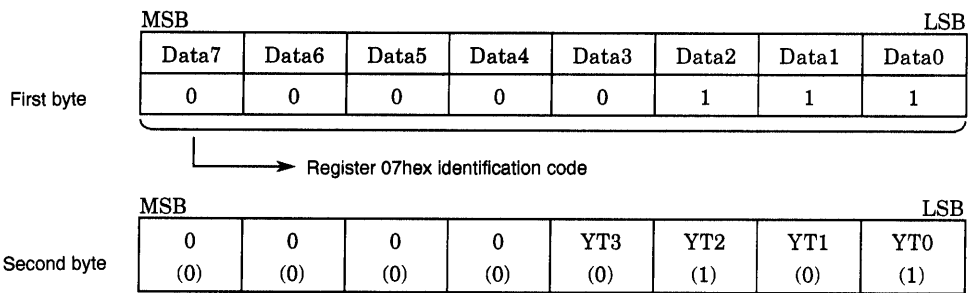 MSB LSB
Data7 Data6 Data5 Data4 Data3 Data2 Data1 Data0
First byte 0 0 0 0 0 1 1 1
Register 07hex identification code
MSB LSB
0 0 0 0 YT3 YT2 YT1 YT0
Second byte (0) (0) (0) (0) (0) (1) (0) (1)